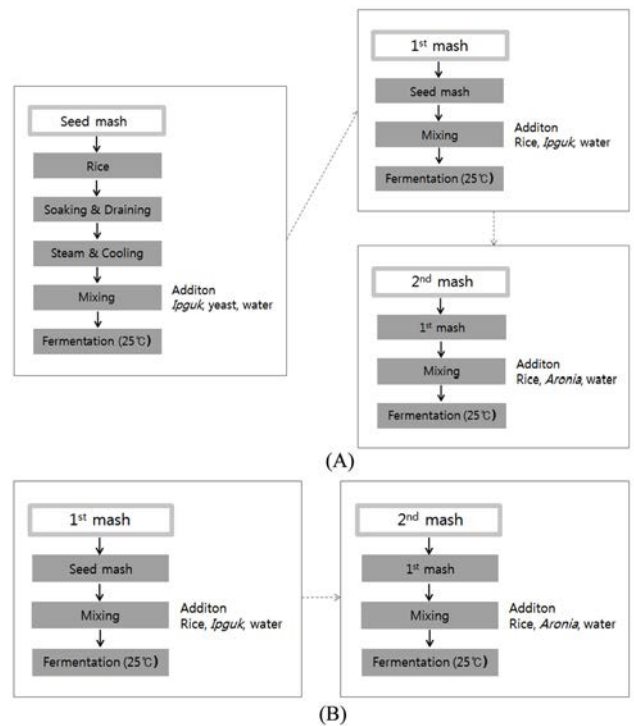 Seed mash
Rice
Soaking & Draining
Steam & Cooling
Mixing
Additon
Ipguk, yeast, water
Fermentation (25℃)
1st mash
Seed mash
Mixing
Additon
Rice, Ipguk, water
Fermentation (25℃)
2nd mash
1st mash
Mixing
Additon
Rice, Aronia, water
Fermentation (25℃)
(A)
1st mash
Seed mash
Mixing
Additon
Rice, Ipguk, water
Fermentation (25℃)
2nd mash
1st mash
Mixing
Additon
Rice, Aronia, water
Fermentation (25℃)
(B)